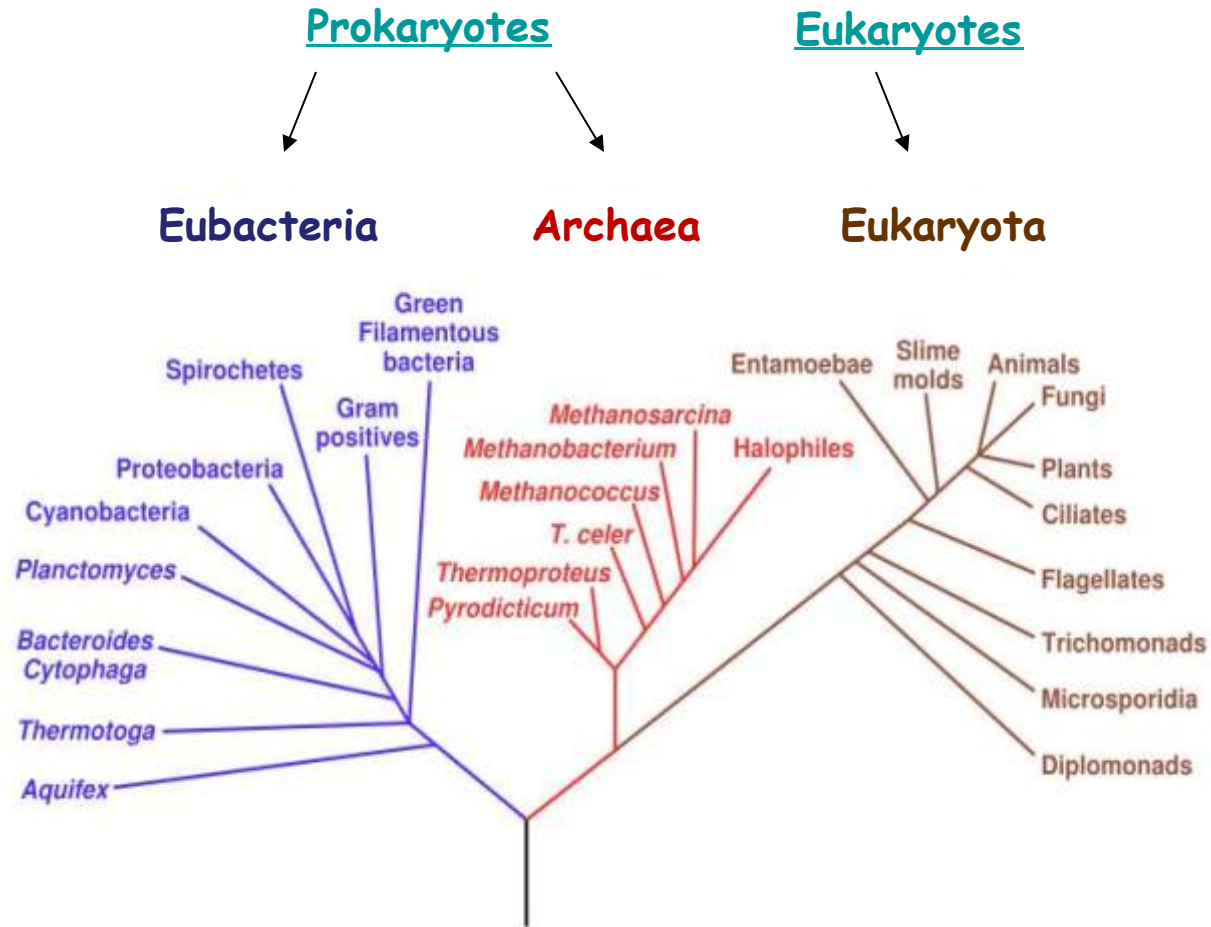 Prokaryotes
Eukaryotes
Eubacteria
Archaea
Eukaryota
Green
Filamentous
bacteria
Spirochetes
Gram
positives
Proteobacteria
Cyanobacteria
Planctomyces
Bacteroides
Cytophaga
Thermotoga
Aquifex
Methanosarcina
Methanobacterium
Halophiles
Methanococcus
T. celer
Thermoproteus
Pyrodicticum
Entamoebae
Slime
molds
Animals
Fungi
Plants
Ciliates
Flagellates
Trichomonads
Microsporidia
Diplomonads